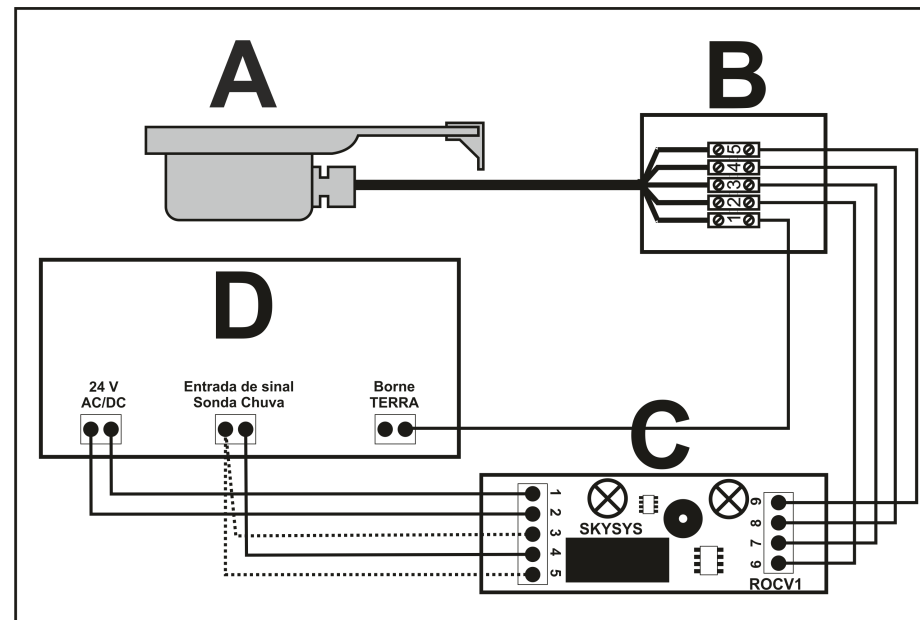 A
B
5
4
3
2
1
D
24 V
AC/DC
Entrada de sinal
Sonda Chuva
Borne
TERRA
C
1
2
3
4
5
SKYSYS
9
8
7
6
ROCV1